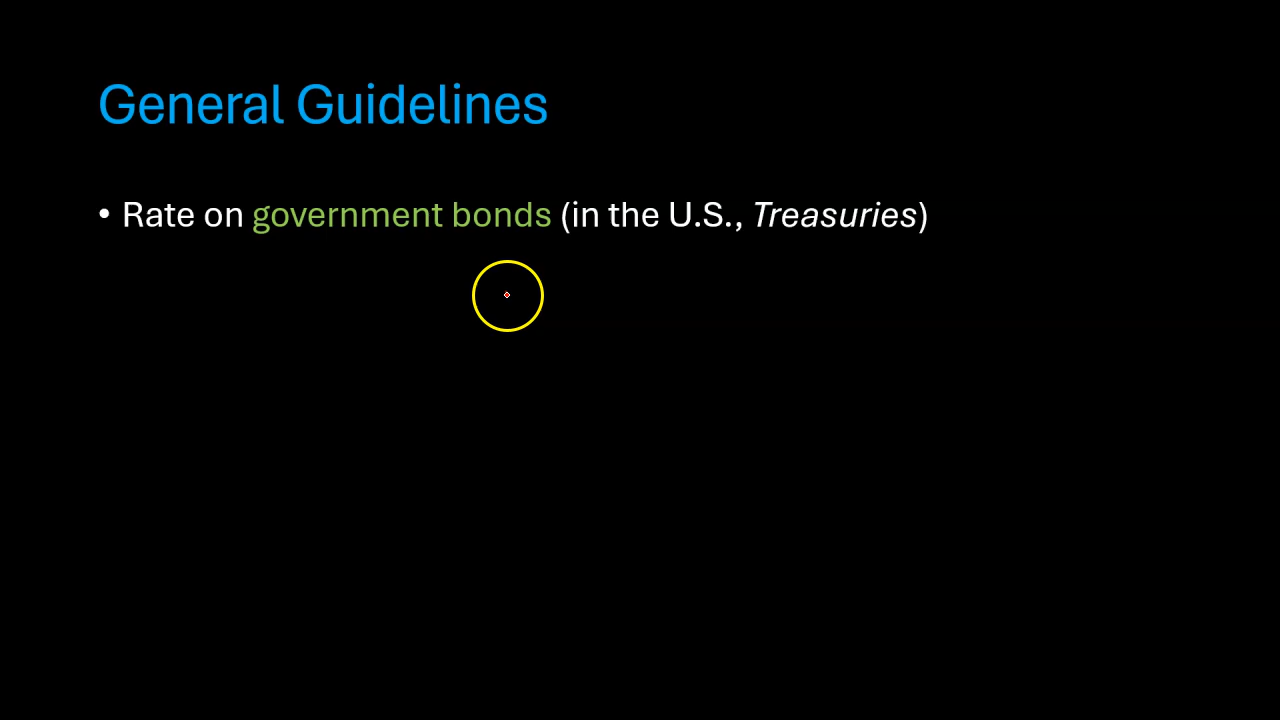 General Guidelines
• Rate on government bonds (in the U.S., Treasuries)